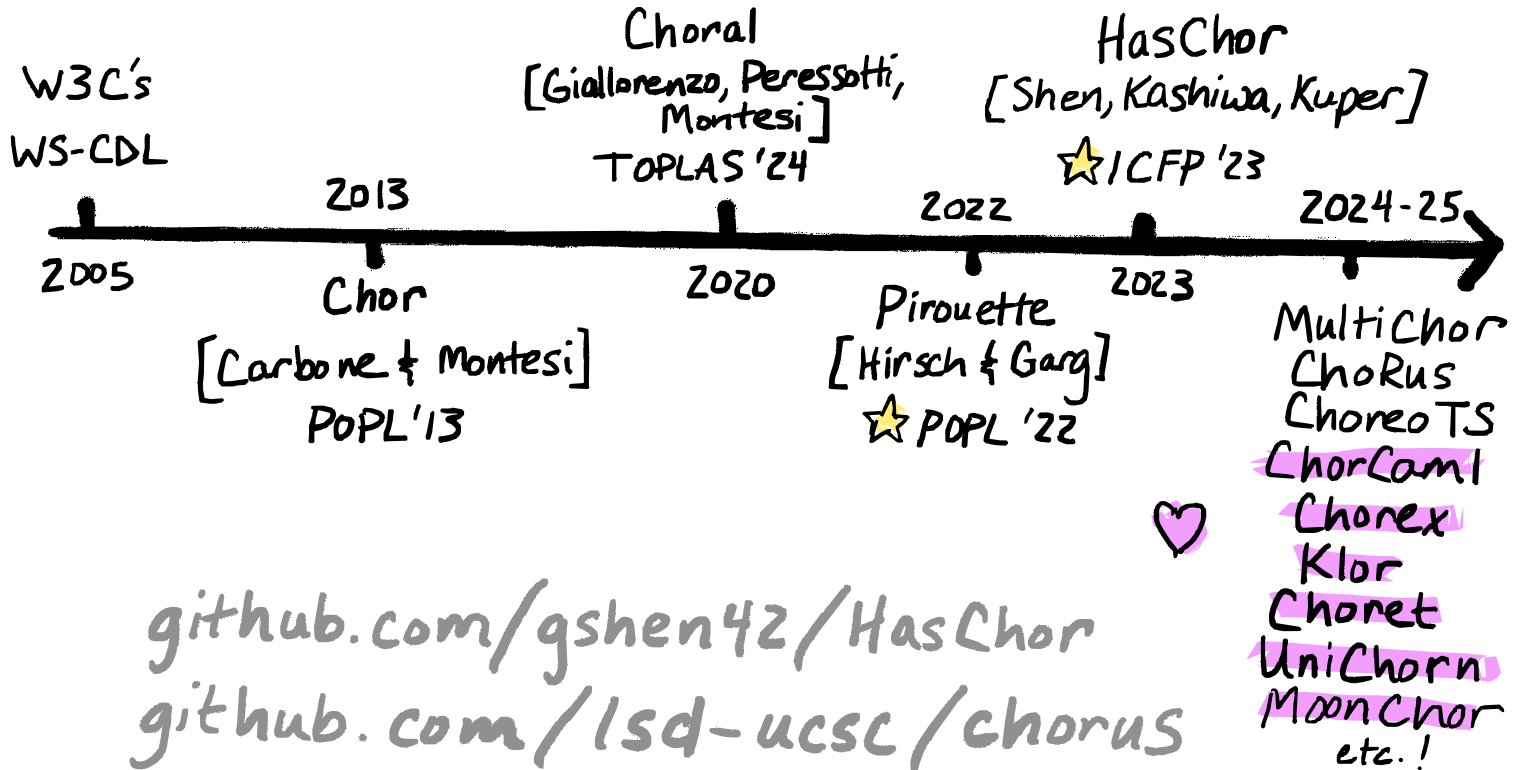 W3C's
WS-CDL
2005
2013
Chor
[Carbone & Montesi]
POPL '13
Choral
[Giallorenzo, Peressotti,
Montesi]
TOPLAS '24
2020
2022
Pirouette
[Hirsch & Garg]
POPL '22
HasChor
[Shen, Kashiwa, Kuper]
ICFP '23
2023
2024-25
MultiChor
ChoRus
ChoreoTS
ChorCaml
Chorex
Klor
Choret
UniChorn
MoonChor
etc.!
github.com/gshen42/HasChor
github.com/lsd-ucsc/chorus